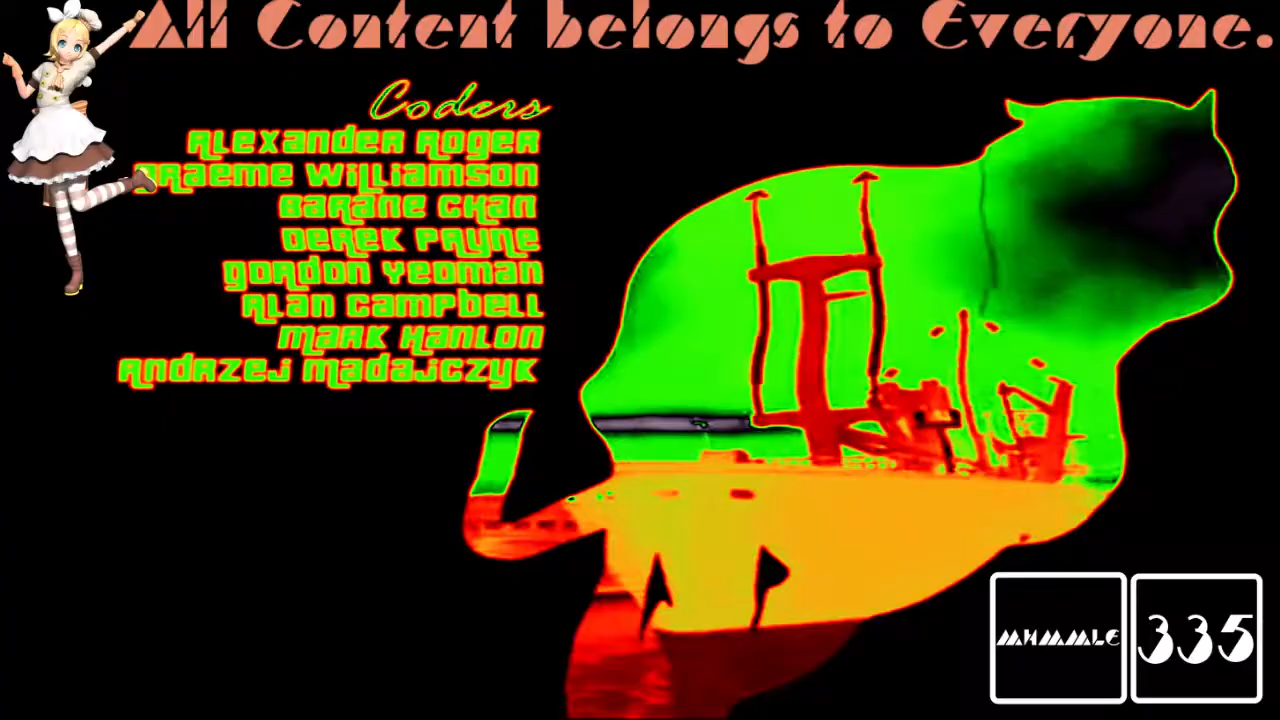 All Content belongs to Everyone.
Coders
Alexander Roger
Graeme Williamson
Barane Chan
Derek Payne
Gordon Yeoman
Alan Campbell
Mark Hanlon
Andrzej Madajczyk
MHMMLE
335